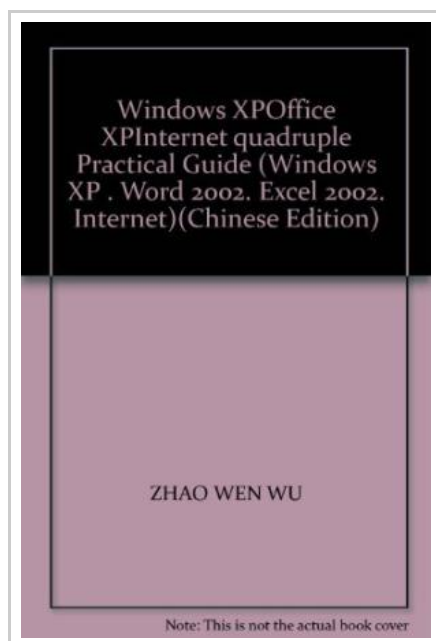 Windows XPOffice
XPInternet quadruple
Practical Guide (Windows
XP . Word 2002. Excel 2002.
Internet)(Chinese Edition)
ZHAO WEN WU
Note: This is not the actual book cover